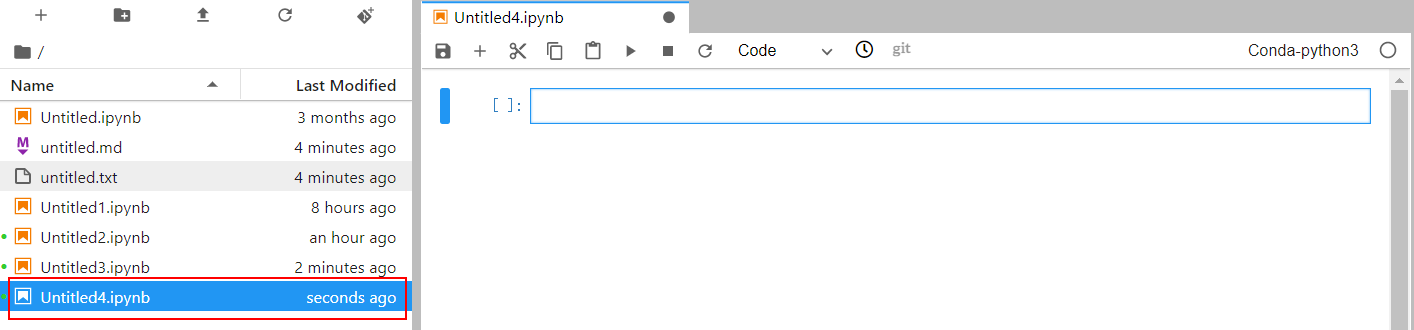 /
Name Last Modified
Untitled.ipynb 3 months ago
untitled.md 4 minutes ago
untitled.txt 4 minutes ago
Untitled1.ipynb 8 hours ago
Untitled2.ipynb an hour ago
Untitled3.ipynb 2 minutes ago
Untitled4.ipynb seconds ago
Untitled4.ipynb
Code git Conda-python3
[ ]: